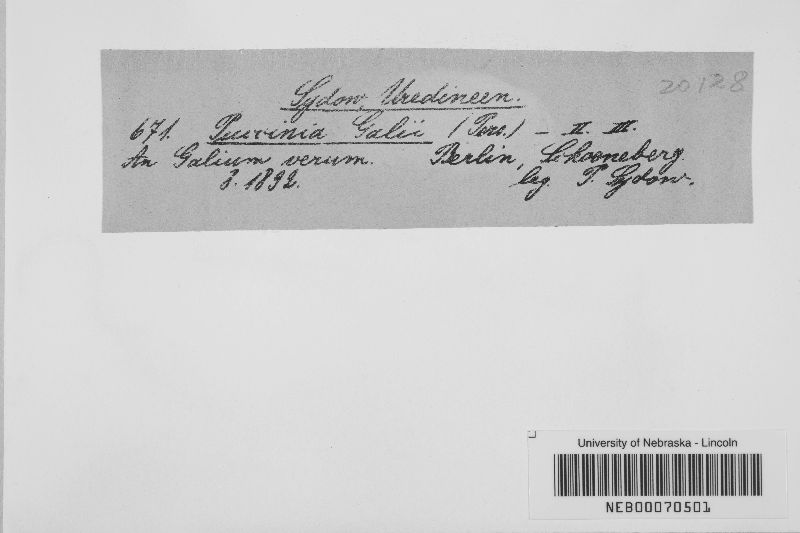 Sydow, Uredineen.
20128
671. Puccinia Galii (Pers.) – II. III.
An Galium verum. Berlin, Schoeneberg.
8. 1892. leg. P. Sydow.
University of Nebraska - Lincoln
NEB00070501